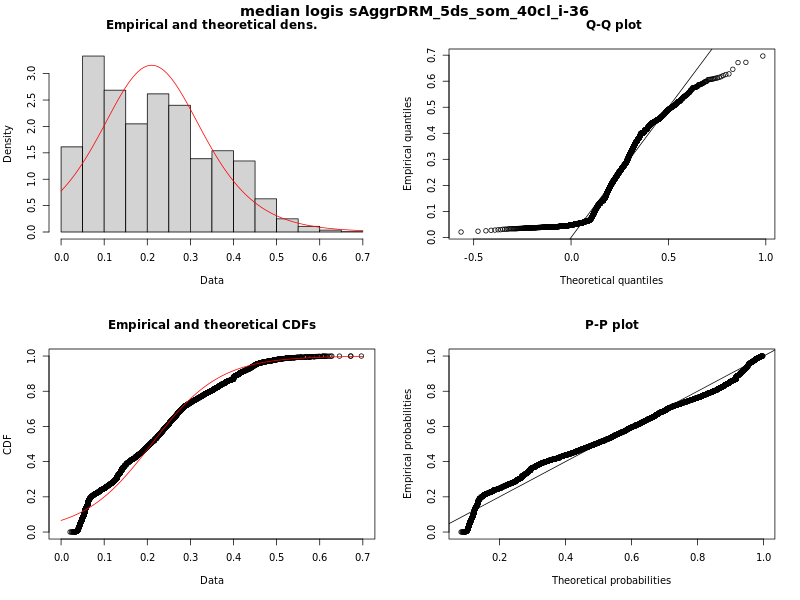 median logis sAggrDRM_5ds_som_40cl_i-36
Empirical and theoretical dens.
Density
0.0 0.5 1.0 1.5 2.0 2.5 3.0
0.0 0.1 0.2 0.3 0.4 0.5 0.6 0.7
Data
Q-Q plot
Empirical quantiles
0.0 0.1 0.2 0.3 0.4 0.5 0.6 0.7
-0.5 0.0 0.5 1.0
Theoretical quantiles
Empirical and theoretical CDFs
CDF
0.0 0.2 0.4 0.6 0.8 1.0
0.0 0.1 0.2 0.3 0.4 0.5 0.6 0.7
Data
P-P plot
Empirical probabilities
0.0 0.2 0.4 0.6 0.8 1.0
0.2 0.4 0.6 0.8 1.0
Theoretical probabilities